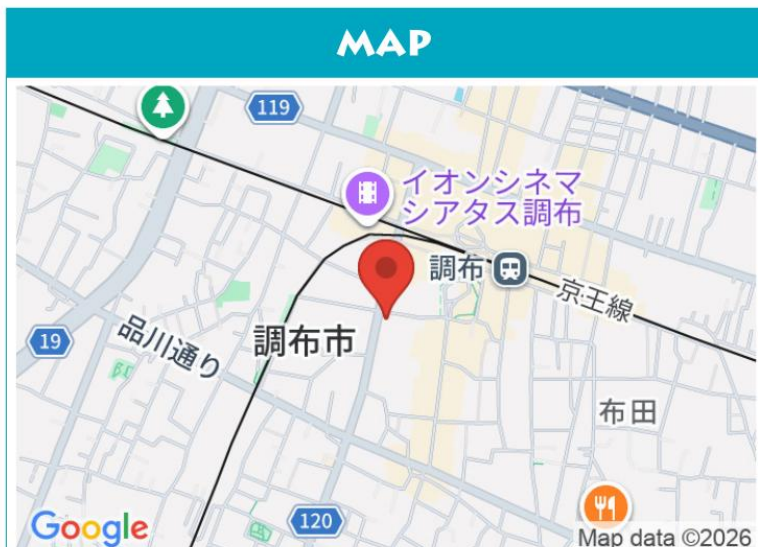 MAP
119
イオンシネマ
シアタス調布
調布
京王線
19
品川通り
調布市
布田
120
Google
Map data ©2026